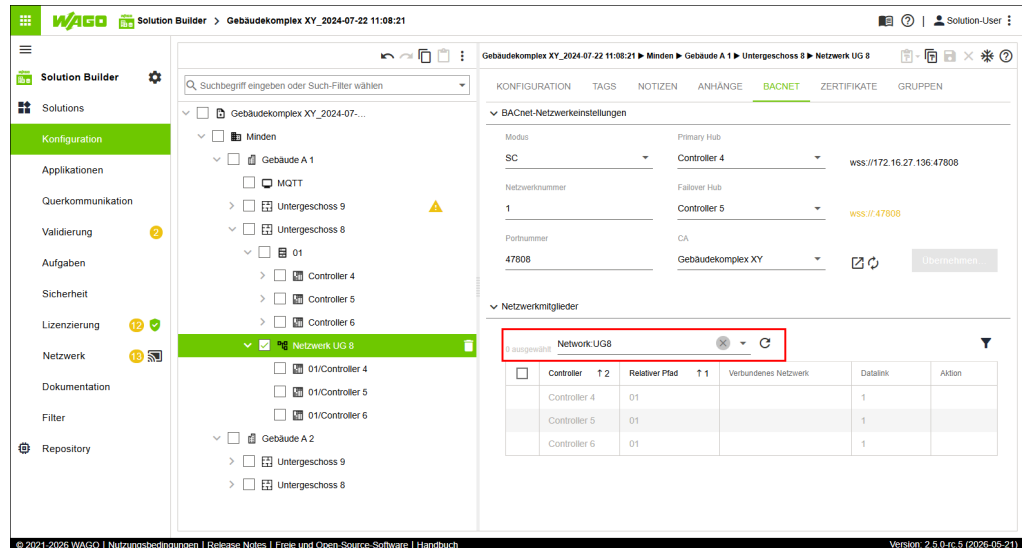 WAGO Solution Builder > Gebäudekomplex XY_2024-07-22 11:08:21 Solution-User
Solution Builder
Solutions
Konfiguration
Applikationen
Querkommunikation
Validierung 2
Aufgaben
Sicherheit
Lizenzierung 12
Netzwerk 13
Dokumentation
Filter
Repository
Suchbegriff eingeben oder Such-Filter wählen
Gebäudekomplex XY_2024-07-...
Minden
Gebäude A 1
MQTT
Untergeschoss 9
Untergeschoss 8
01
Controller 4
Controller 5
Controller 6
Netzwerk UG 8
01/Controller 4
01/Controller 5
01/Controller 6
Gebäude A 2
Untergeschoss 9
Untergeschoss 8
Gebäudekomplex XY_2024-07-22 11:08:21 ▶ Minden ▶ Gebäude A 1 ▶ Untergeschoss 8 ▶ Netzwerk UG 8
KONFIGURATION TAGS NOTIZEN ANHÄNGE BACNET ZERTIFIKATE GRUPPEN
BACnet-Netzwerkeinstellungen
Modus Primary Hub
SC Controller 4 wss://172.16.27.136:47808
Netzwerknummer Failover Hub
1 Controller 5 wss://:47808
Portnummer CA
47808 Gebäudekomplex XY Übernehmen...
Netzwerkmitglieder
0 ausgewählt Network:UG8
Controller ↑ 2 Relativer Pfad ↑ 1 Verbundenes Netzwerk Datalink Aktion
Controller 4 01 1
Controller 5 01 1
Controller 6 01 1
© 2021-2026 WAGO | Nutzungsbedingungen | Release Notes | Freie und Open-Source-Software | Handbuch Version: 2.5.0-rc.5 (2026-05-21)